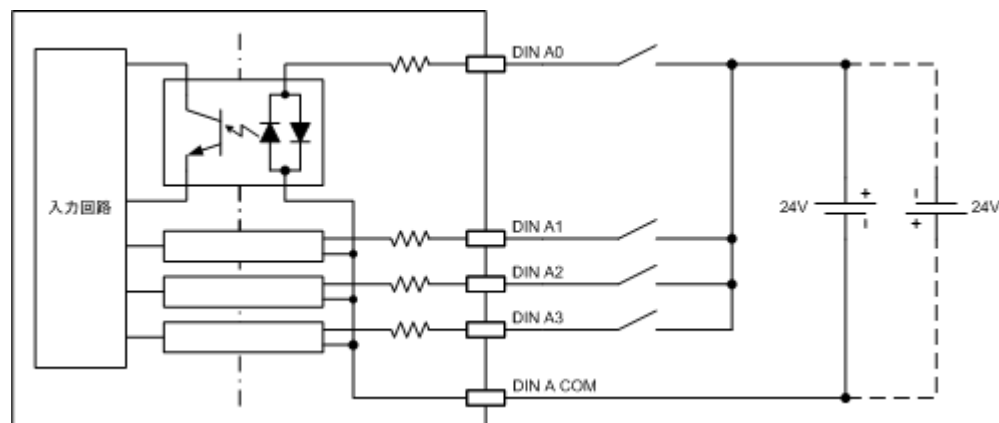 DIN A0
入力回路
24V
+
-
-
+
24V
DIN A1
DIN A2
DIN A3
DIN A COM